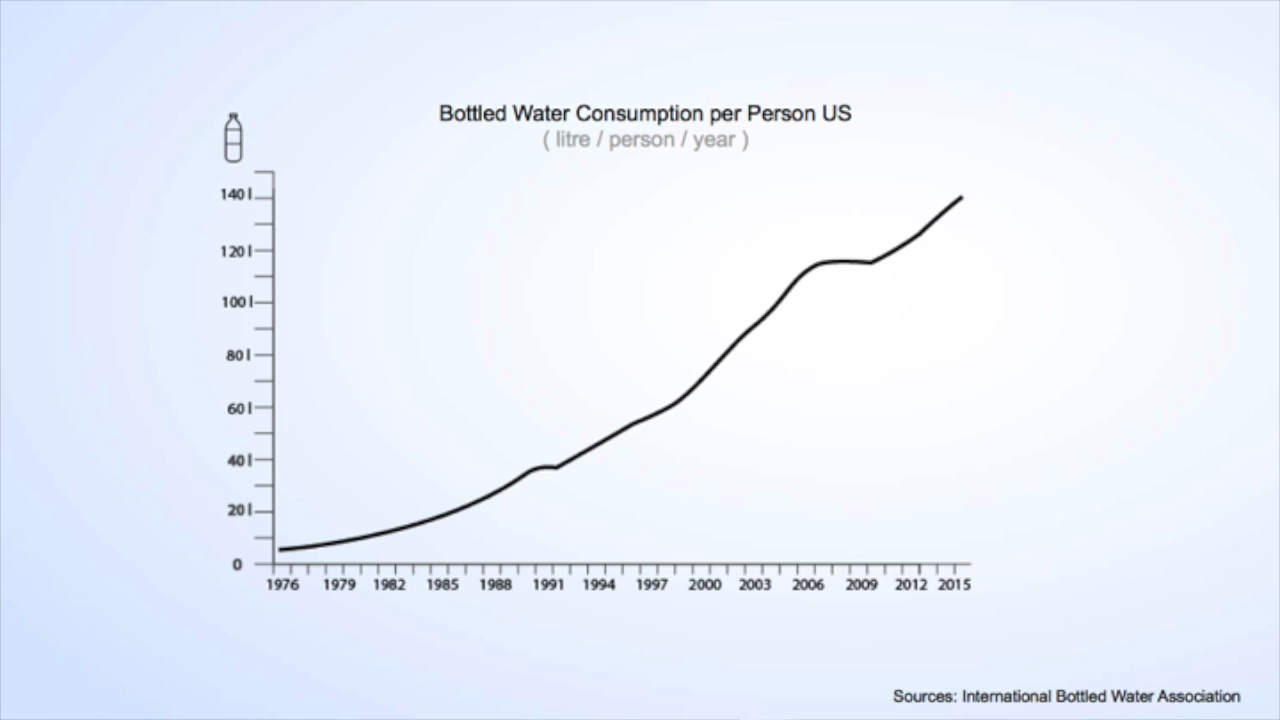 Bottled Water Consumption per Person US
( litre / person / year )
140 l
120 l
100 l
80 l
60 l
40 l
20 l
0
1976 1979 1982 1985 1988 1991 1994 1997 2000 2003 2006 2009 2012 2015
Sources: International Bottled Water Association